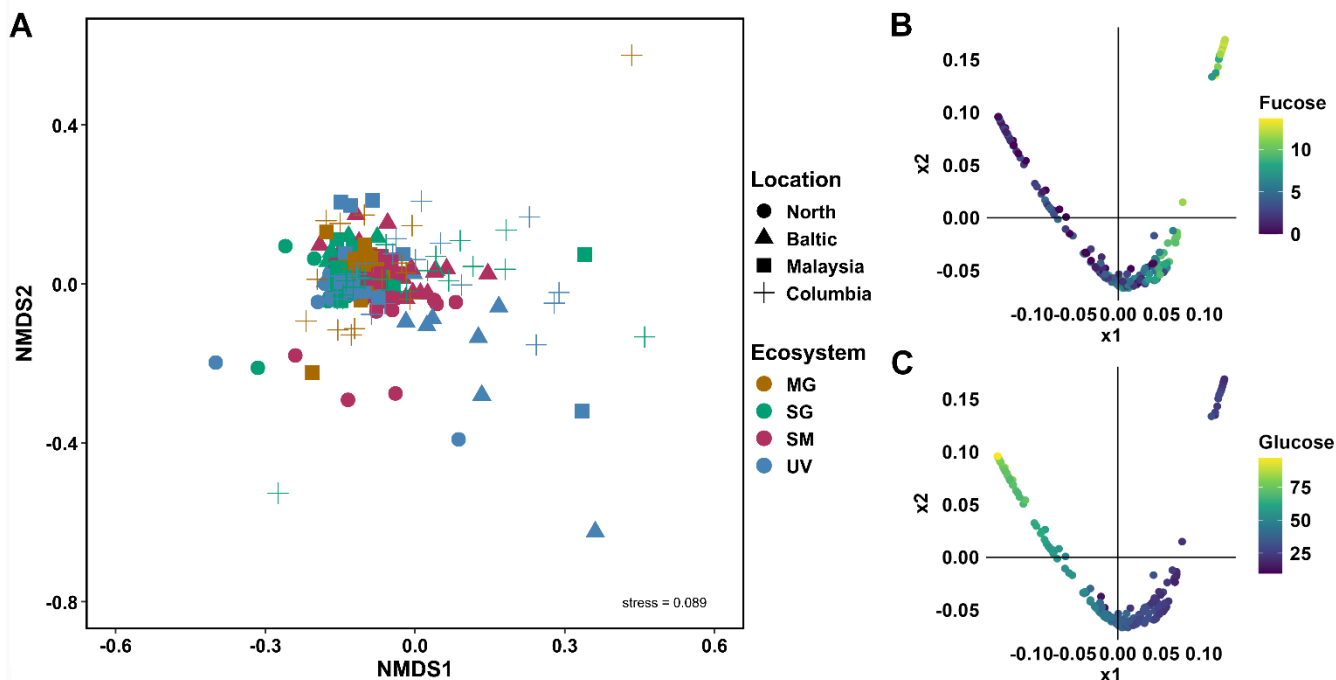 A
NMDS2
0.4
0.0
-0.4
-0.8
-0.6
-0.3
0.0
0.3
0.6
NMDS1
stress = 0.089
Location
North
Baltic
Malaysia
Columbia
Ecosystem
MG
SG
SM
UV
B
x2
0.15
0.10
0.05
0.00
-0.05
-0.10 -0.05 0.00 0.05 0.10
x1
Fucose
10
5
0
C
x2
0.15
0.10
0.05
0.00
-0.05
-0.10 -0.05 0.00 0.05 0.10
x1
Glucose
75
50
25